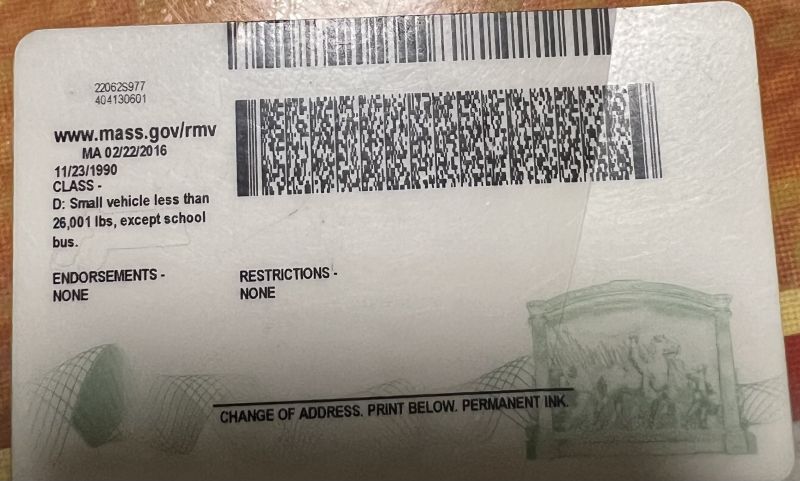 22062S977
404130601
www.mass.gov/rmv
MA 02/22/2016
11/23/1990
CLASS -
D: Small vehicle less than
26,001 lbs, except school
bus.
ENDORSEMENTS -
NONE
RESTRICTIONS -
NONE
CHANGE OF ADDRESS. PRINT BELOW. PERMANENT INK.